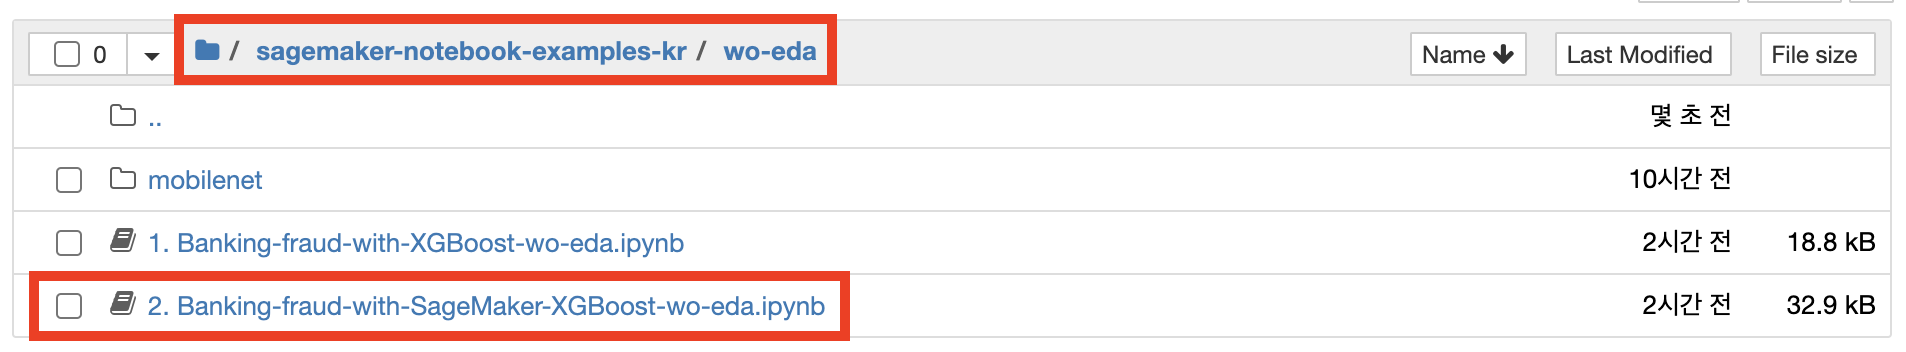 0 / sagemaker-notebook-examples-kr / wo-eda Name Last Modified File size
.. 몇 초 전
mobilenet 10시간 전
1. Banking-fraud-with-XGBoost-wo-eda.ipynb 2시간 전 18.8 kB
2. Banking-fraud-with-SageMaker-XGBoost-wo-eda.ipynb 2시간 전 32.9 kB